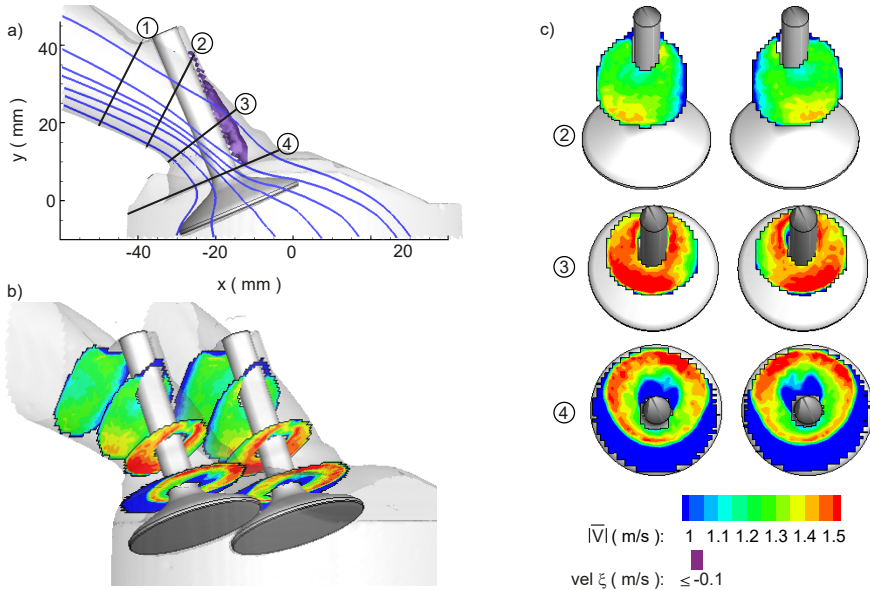 a)
40
20
0
y ( mm )
-40
-20
0
20
x ( mm )
1
2
3
4
b)
c)
2
3
4
|V| ( m/s ):
1 1.1 1.2 1.3 1.4 1.5
vel ξ ( m/s ): ≤ -0.1